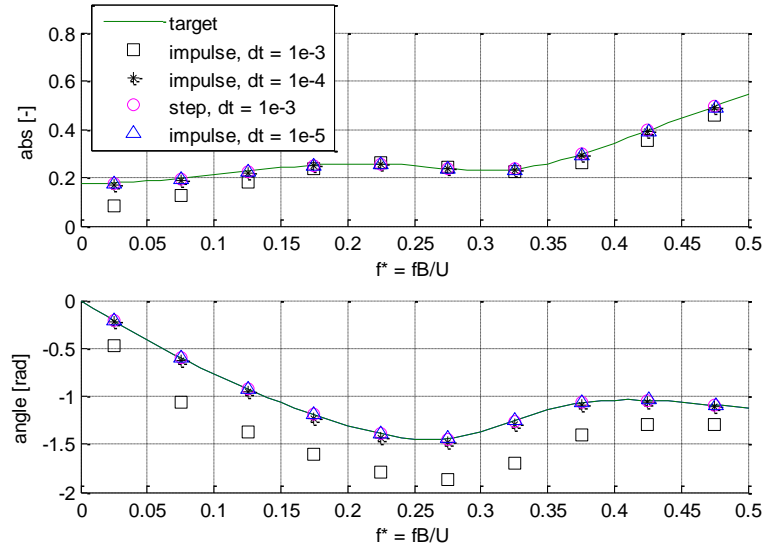 target
impulse, dt = 1e-3
impulse, dt = 1e-4
step, dt = 1e-3
impulse, dt = 1e-5
abs [-]
0.8
0.6
0.4
0.2
0
0 0.05 0.1 0.15 0.2 0.25 0.3 0.35 0.4 0.45 0.5
f* = fB/U
angle [rad]
0
-0.5
-1
-1.5
-2
0 0.05 0.1 0.15 0.2 0.25 0.3 0.35 0.4 0.45 0.5
f* = fB/U